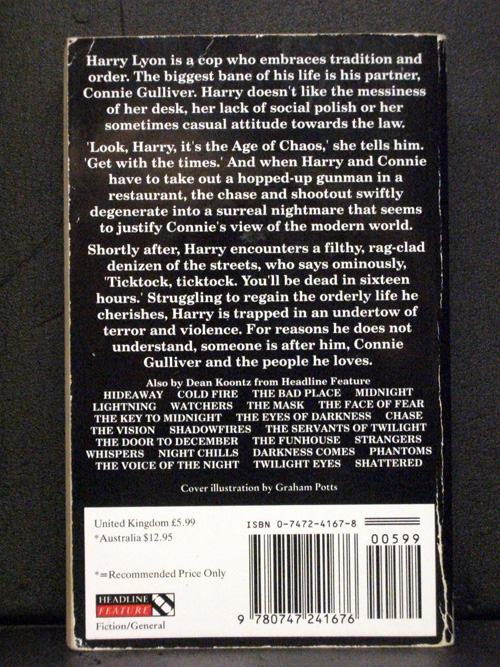 Harry Lyon is a cop who embraces tradition and
order. The biggest bane of his life is his partner,
Connie Gulliver. Harry doesn't like the messiness
of her desk, her lack of social polish or her
sometimes casual attitude towards the law.
'Look, Harry, it's the Age of Chaos,' she tells him.
'Get with the times.' And when Harry and Connie
have to take out a hopped-up gunman in a
restaurant, the chase and shootout swiftly
degenerate into a surreal nightmare that seems
to justify Connie's view of the modern world.
Shortly after, Harry encounters a filthy, rag-clad
denizen of the streets, who says ominously,
'Ticktock, ticktock. You'll be dead in sixteen
hours.' Struggling to regain the orderly life he
cherishes, Harry is trapped in an undertow of
terror and violence. For reasons he does not
understand, someone is after him, Connie
Gulliver and the people he loves.
Also by Dean Koontz from Headline Feature
HIDEAWAY COLD FIRE THE BAD PLACE MIDNIGHT
LIGHTNING WATCHERS THE MASK THE FACE OF FEAR
THE KEY TO MIDNIGHT THE EYES OF DARKNESS CHASE
THE VISION SHADOWFIRES THE SERVANTS OF TWILIGHT
THE DOOR TO DECEMBER THE FUNHOUSE STRANGERS
WHISPERS NIGHT CHILLS DARKNESS COMES PHANTOMS
THE VOICE OF THE NIGHT TWILIGHT EYES SHATTERED
Cover illustration by Graham Potts
United Kingdom £5.99
*Australia $12.95
*=Recommended Price Only
HEADLINE
FEATURE
Fiction/General
ISBN 0-7472-4167-8
00599
9 780747 241676